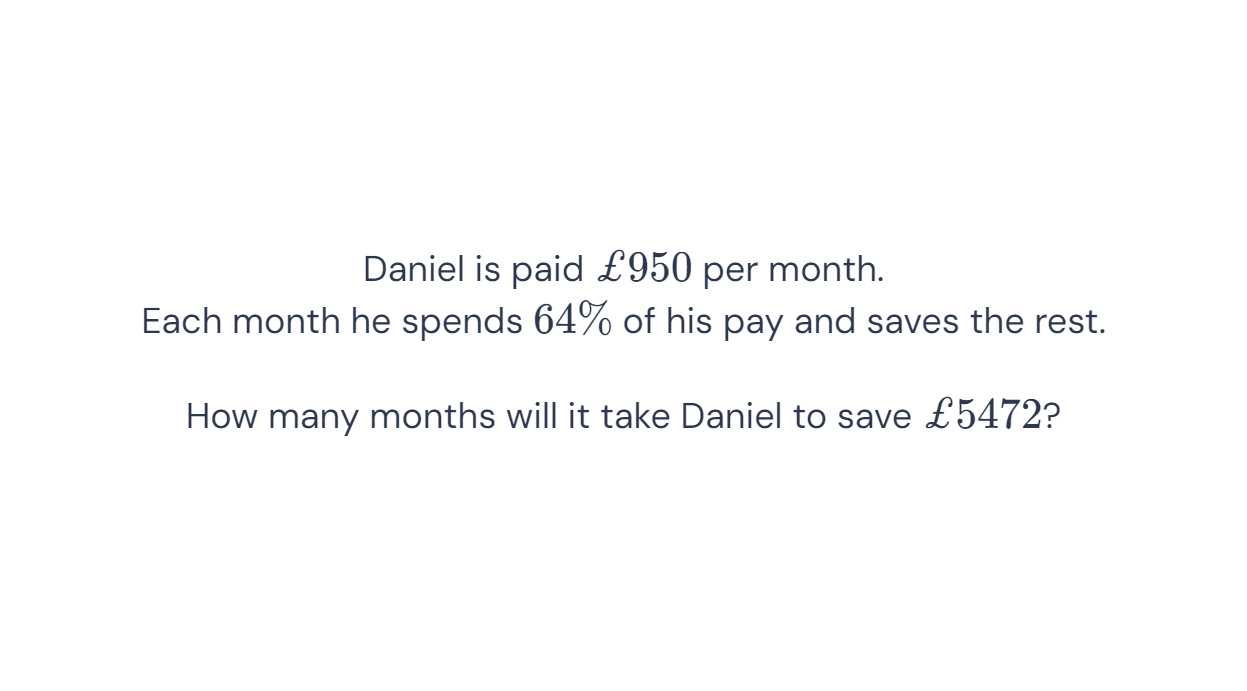 Daniel is paid £950 per month.
Each month he spends 64% of his pay and saves the rest.
How many months will it take Daniel to save £5472?